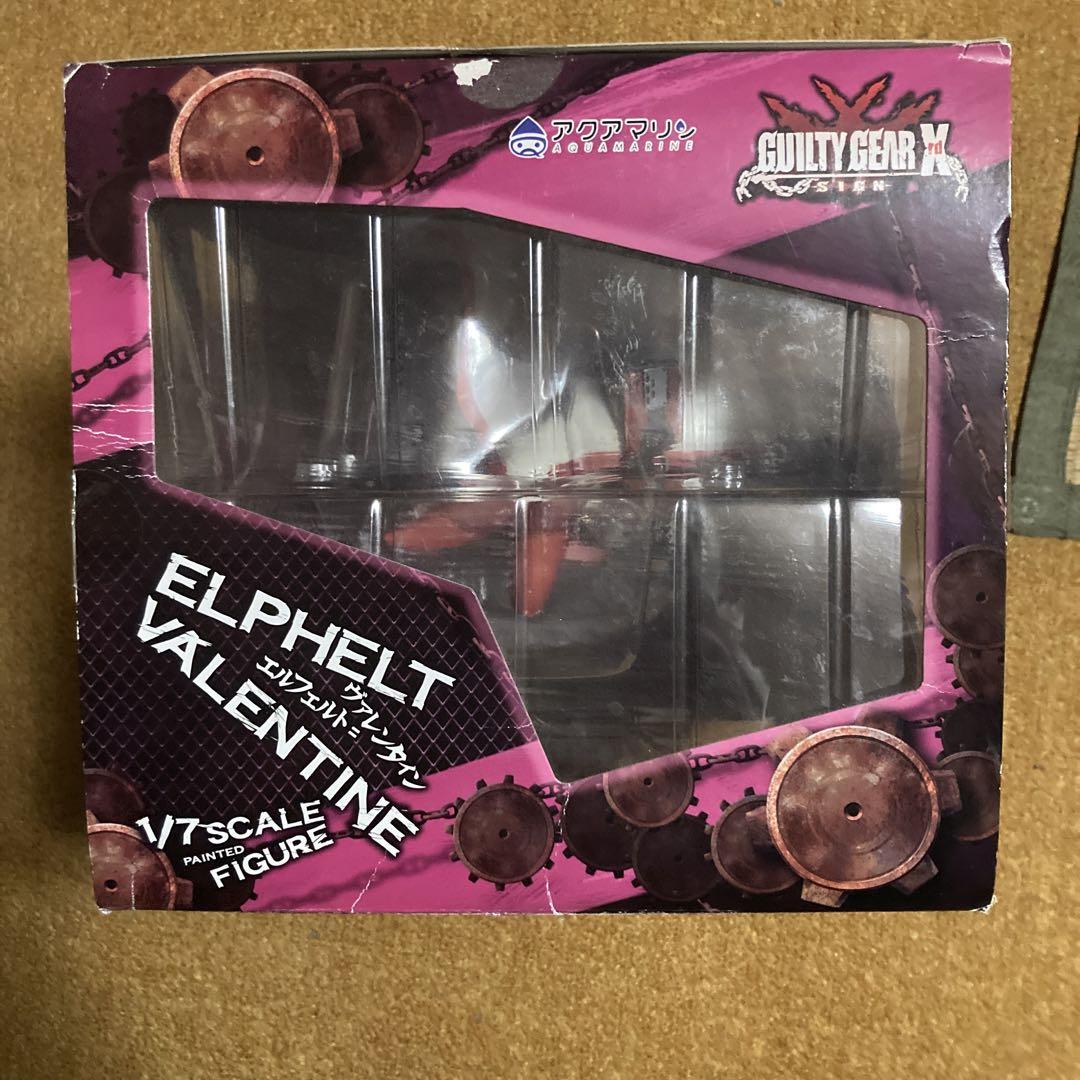 アクアマリン
AQUAMARINE
GUILTY GEAR Xrd
SIGN
ELPHELT
VALENTINE
エルフェルト=ヴァレンタイン
1/7 SCALE
PAINTED
FIGURE